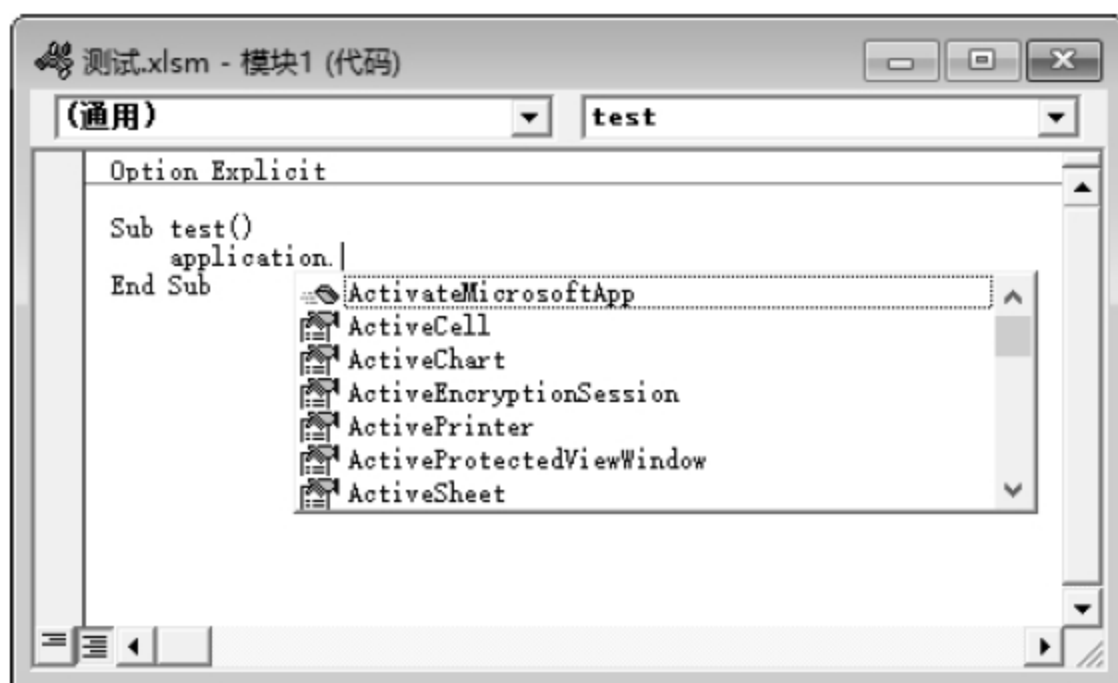 测试.xlsm - 模块1 (代码)
(通用)
test
Option Explicit
Sub test()
application.
End Sub
ActivateMicrosoftApp
ActiveCell
ActiveChart
ActiveEncryptionSession
ActivePrinter
ActiveProtectedViewWindow
ActiveSheet